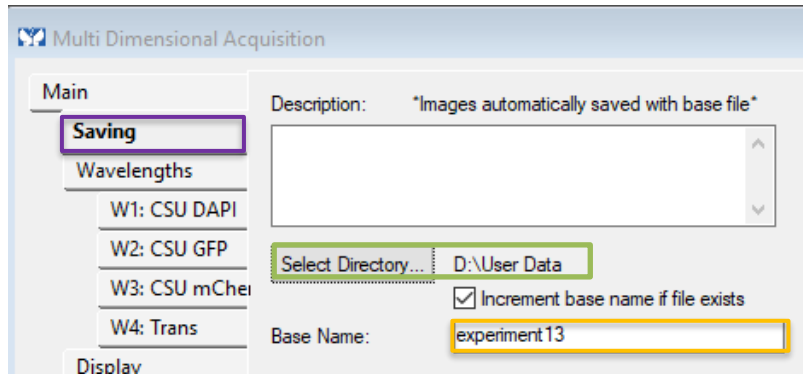 Multi Dimensional Acquisition
Main
Saving
Wavelengths
W1: CSU DAPI
W2: CSU GFP
W3: CSU mCher
W4: Trans
Display
Description: *Images automatically saved with base file*
Select Directory... D:\User Data
Increment base name if file exists
Base Name: experiment13